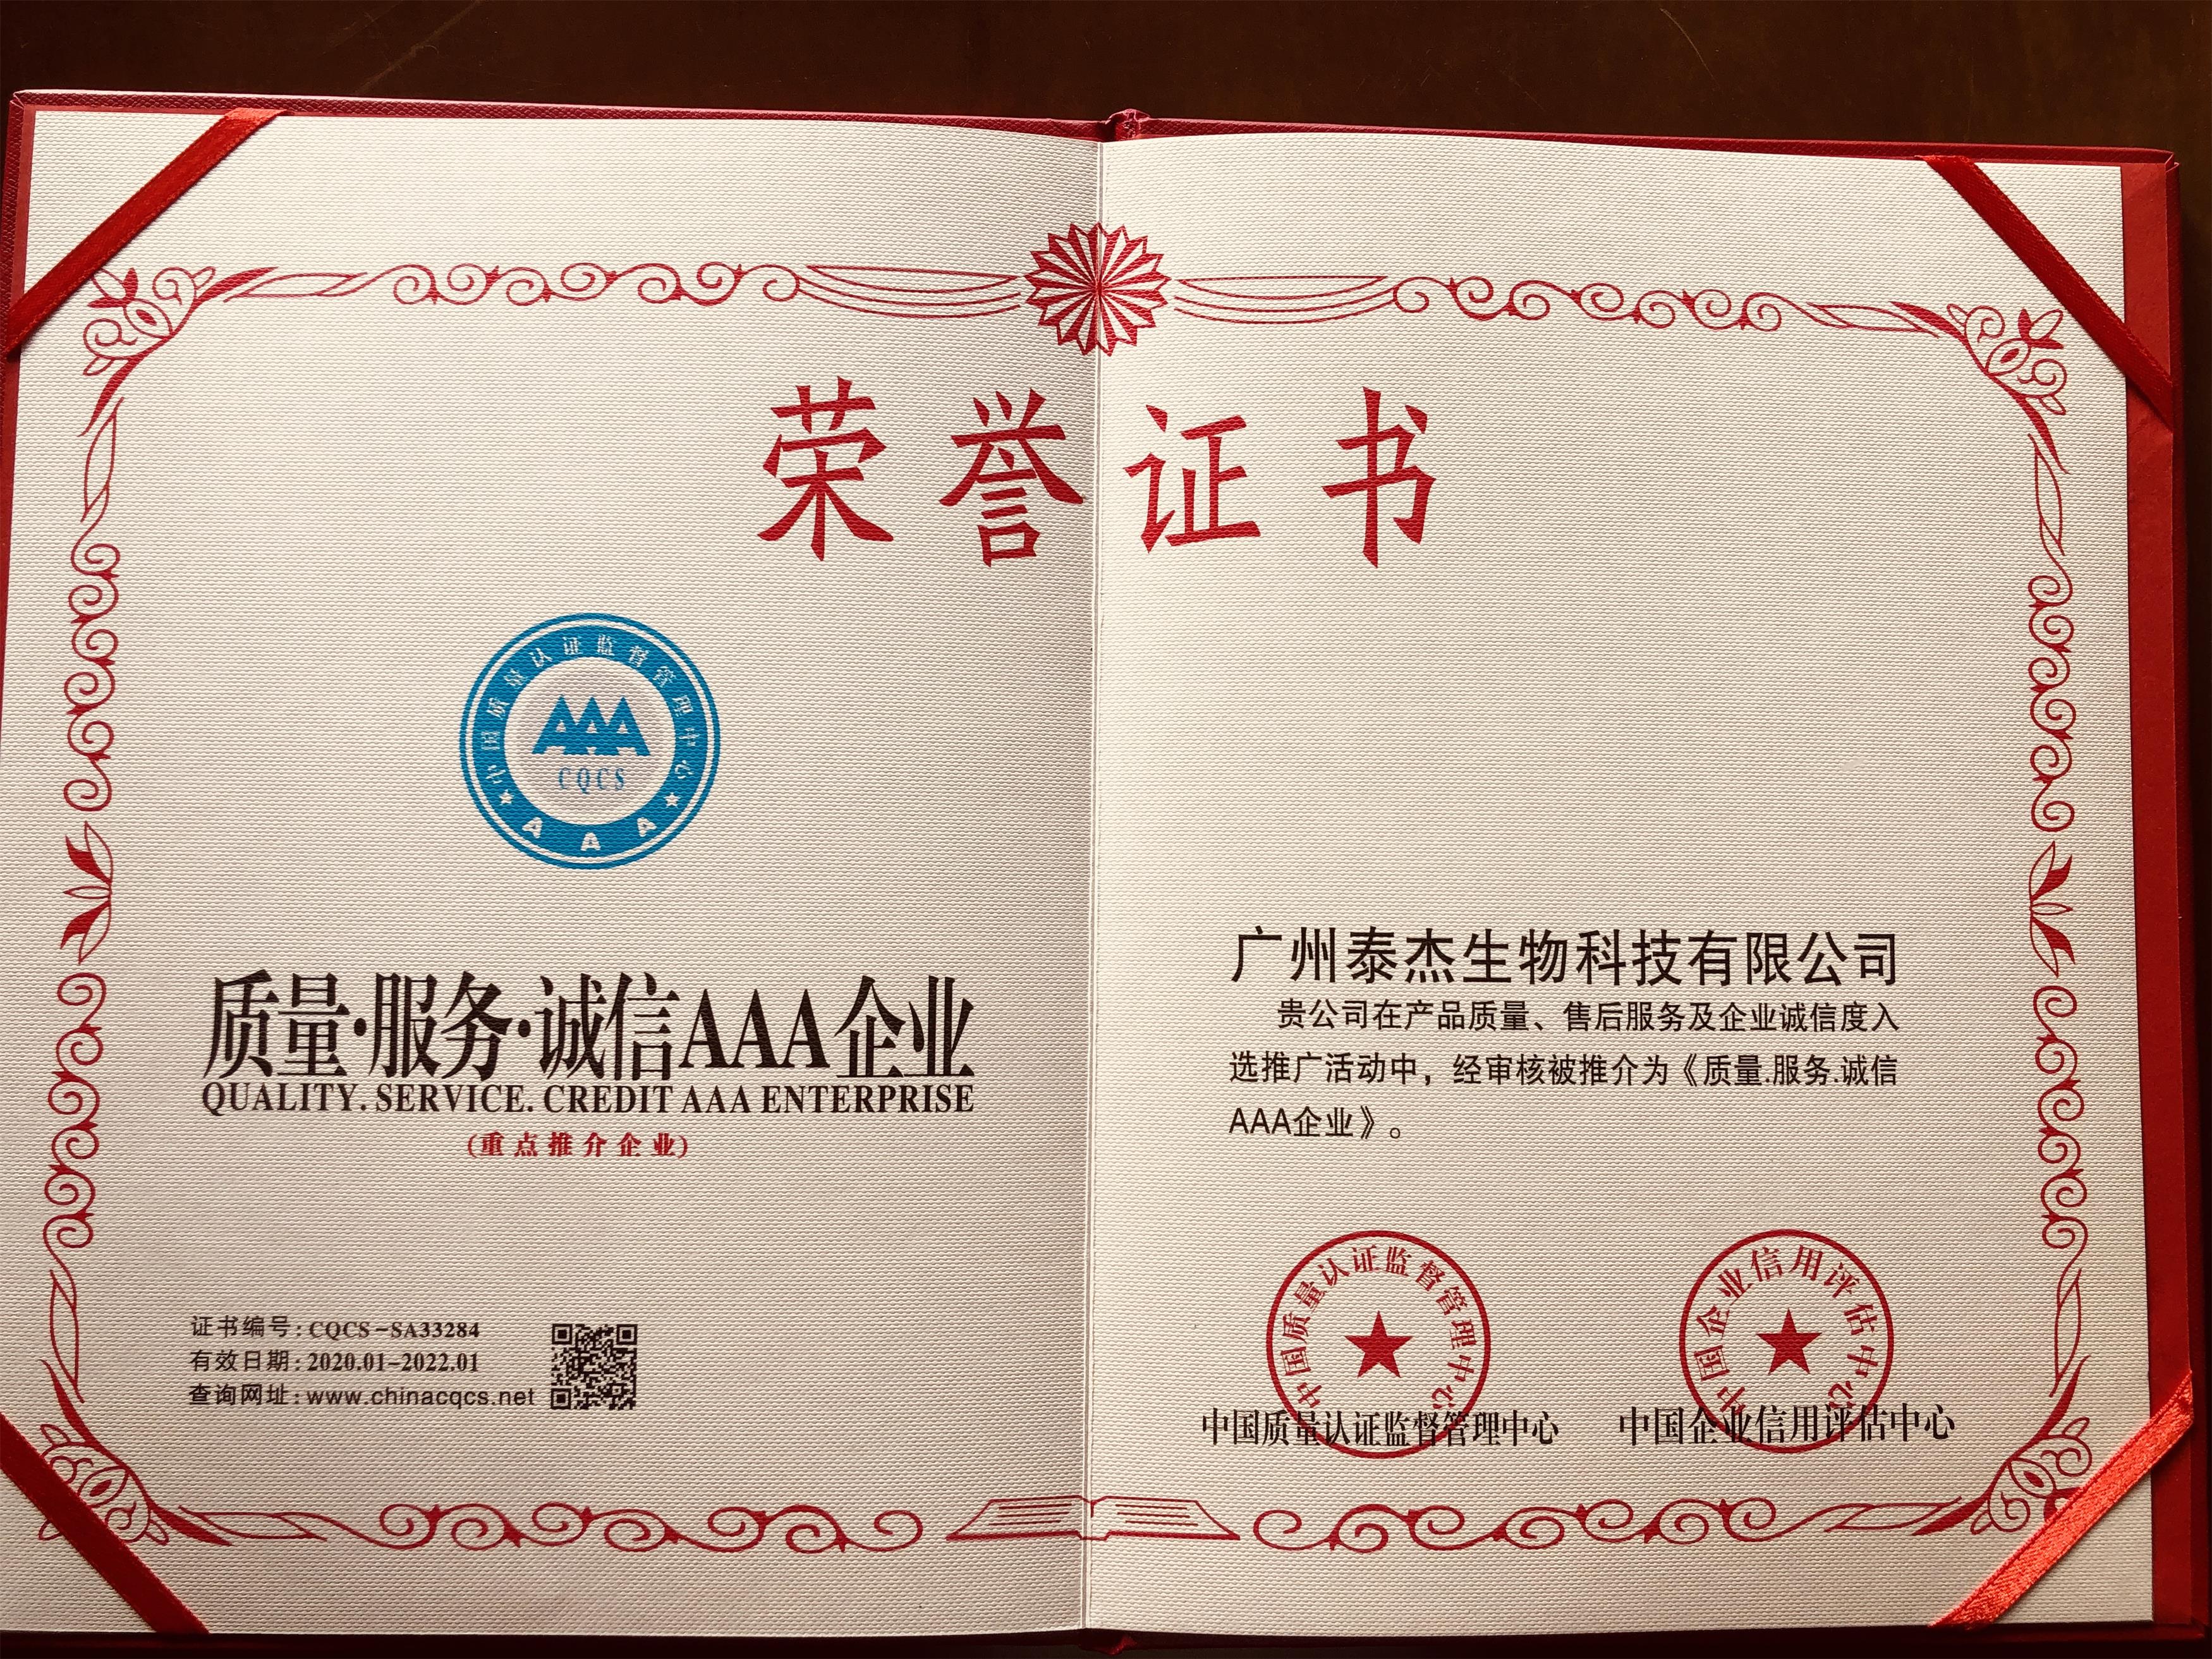 荣誉证书
中国质量认证监督管理中心
AAA
CQCS
A A A
质量·服务·诚信AAA企业
QUALITY. SERVICE. CREDIT AAA ENTERPRISE
(重点推介企业)
证书编号:CQCS-SA33284
有效日期:2020.01-2022.01
查询网址:www.chinacqcs.net
广州泰杰生物科技有限公司
贵公司在产品质量、售后服务及企业诚信度入
选推广活动中，经审核被推介为《质量.服务.诚信
AAA企业》。
中国质量认证监督管理中心
中国企业信用评估中心
中国质量认证监督管理中心
中国企业信用评估中心